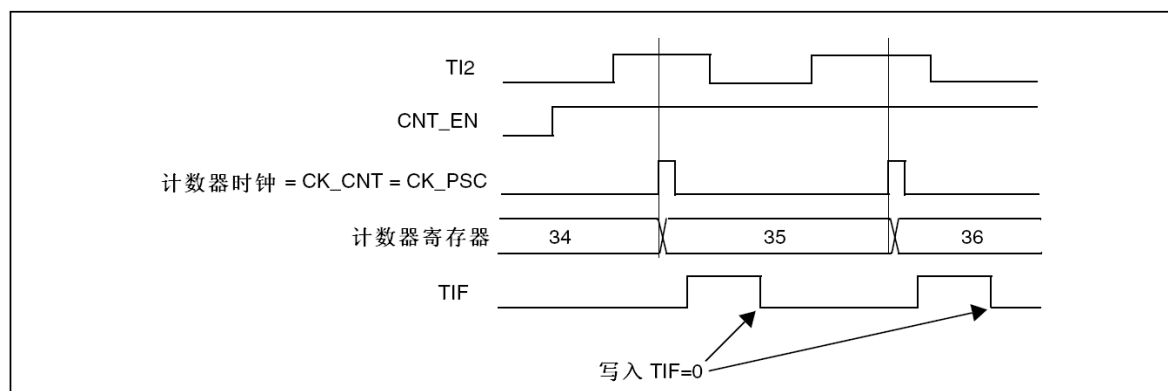 TI2
CNT_EN
计数器时钟 = CK_CNT = CK_PSC
计数器寄存器 34 35 36
TIF
写入 TIF=0